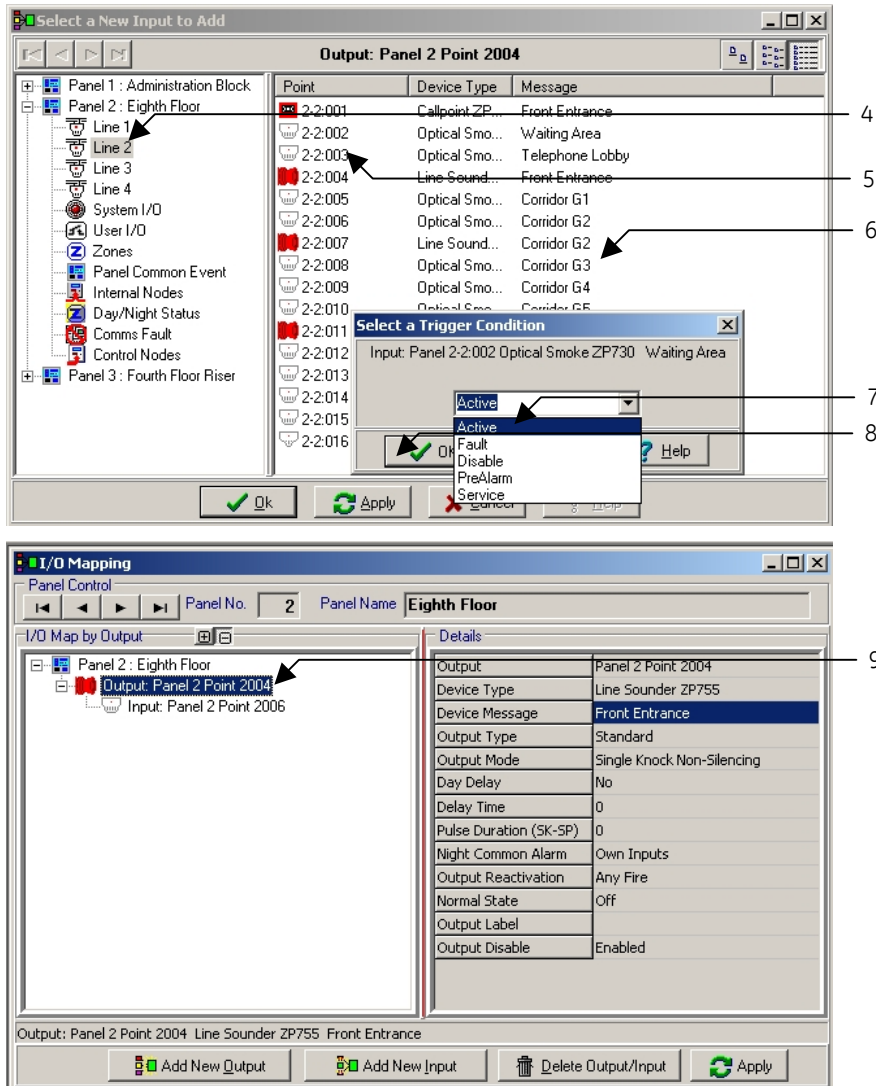 Select a New Input to Add
Output: Panel 2 Point 2004
Panel 1 : Administration Block
Panel 2 : Eighth Floor
Line 1
Line 2
Line 3
Line 4
System I/O
User I/O
Zones
Panel Common Event
Internal Nodes
Day/Night Status
Comms Fault
Control Nodes
Panel 3 : Fourth Floor Riser
Point Device Type Message
2-2:001 Callpoint ZP... Front Entrance
2-2:002 Optical Smo... Waiting Area
2-2:003 Optical Smo... Telephone Lobby
2-2:004 Line Sound... Front Entrance
2-2:005 Optical Smo... Corridor G1
2-2:006 Optical Smo... Corridor G2
2-2:007 Line Sound... Corridor G2
2-2:008 Optical Smo... Corridor G3
2-2:009 Optical Smo... Corridor G4
2-2:010 Optical Smo... Corridor G5
2-2:011
2-2:012
2-2:013
2-2:014
2-2:015
2-2:016
Select a Trigger Condition
Input: Panel 2-2:002 Optical Smoke ZP730 Waiting Area
Active
Active
Fault
Disable
PreAlarm
Service
Help
Ok Apply Cancel Help
4
5
6
7
8
I/O Mapping
Panel Control
Panel No. 2 Panel Name Eighth Floor
I/O Map by Output
Panel 2 : Eighth Floor
Output: Panel 2 Point 2004
Input: Panel 2 Point 2006
Details
Output Panel 2 Point 2004
Device Type Line Sounder ZP755
Device Message Front Entrance
Output Type Standard
Output Mode Single Knock Non-Silencing
Day Delay No
Delay Time 0
Pulse Duration (SK-SP) 0
Night Common Alarm Own Inputs
Output Reactivation Any Fire
Normal State Off
Output Label
Output Disable Enabled
9
Output: Panel 2 Point 2004 Line Sounder ZP755 Front Entrance
Add New Output Add New Input Delete Output/Input Apply